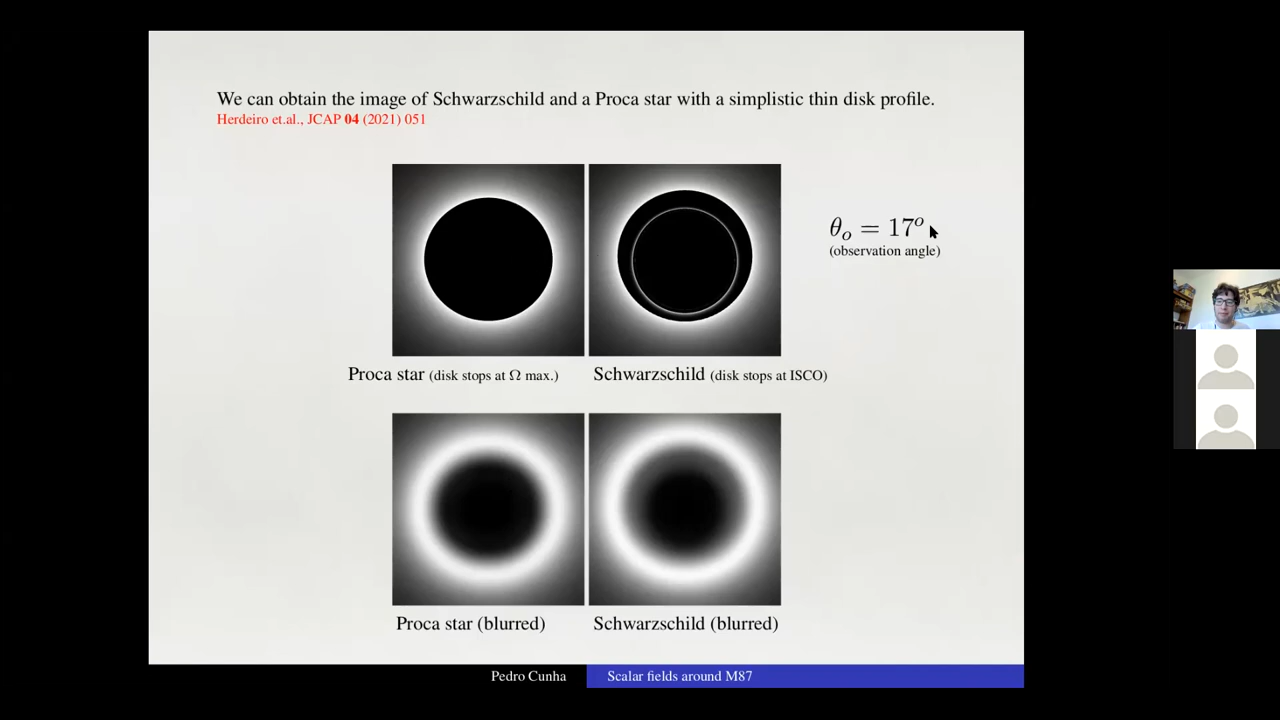 We can obtain the image of Schwarzschild and a Proca star with a simplistic thin disk profile.
Herdeiro et.al., JCAP 04 (2021) 051
θₒ = 17ᵒ
(observation angle)
Proca star (disk stops at Ω max.)
Schwarzschild (disk stops at ISCO)
Proca star (blurred)
Schwarzschild (blurred)
Pedro Cunha
Scalar fields around M87